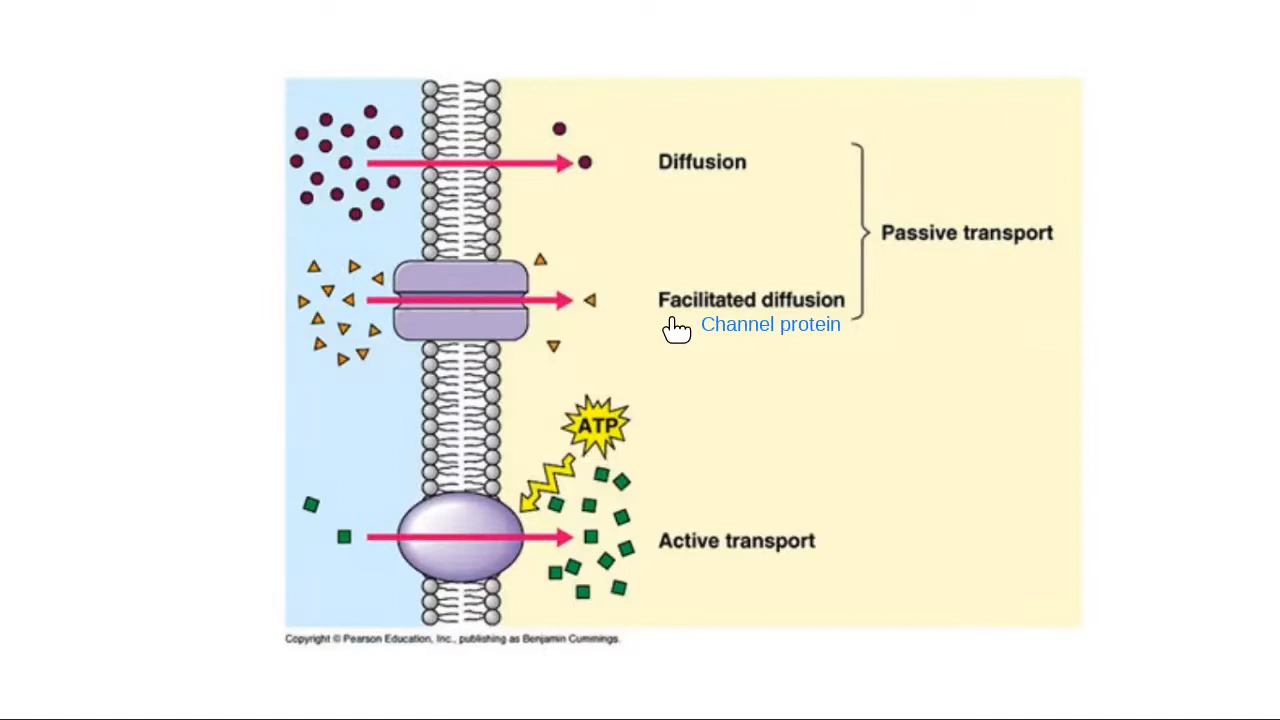 Diffusion
Passive transport
Facilitated diffusion
Channel protein
ATP
Active transport
Copyright © Pearson Education, Inc., publishing as Benjamin Cummings.